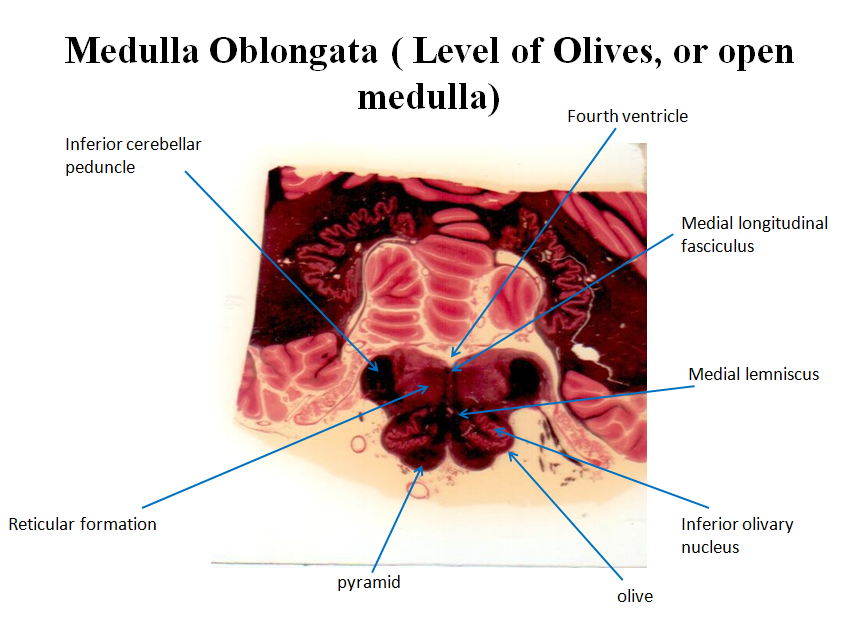 Medulla Oblongata ( Level of Olives, or open
medulla)
Fourth ventricle
Inferior cerebellar
peduncle
Medial longitudinal
fasciculus
Medial lemniscus
Reticular formation
Inferior olivary
nucleus
pyramid
olive